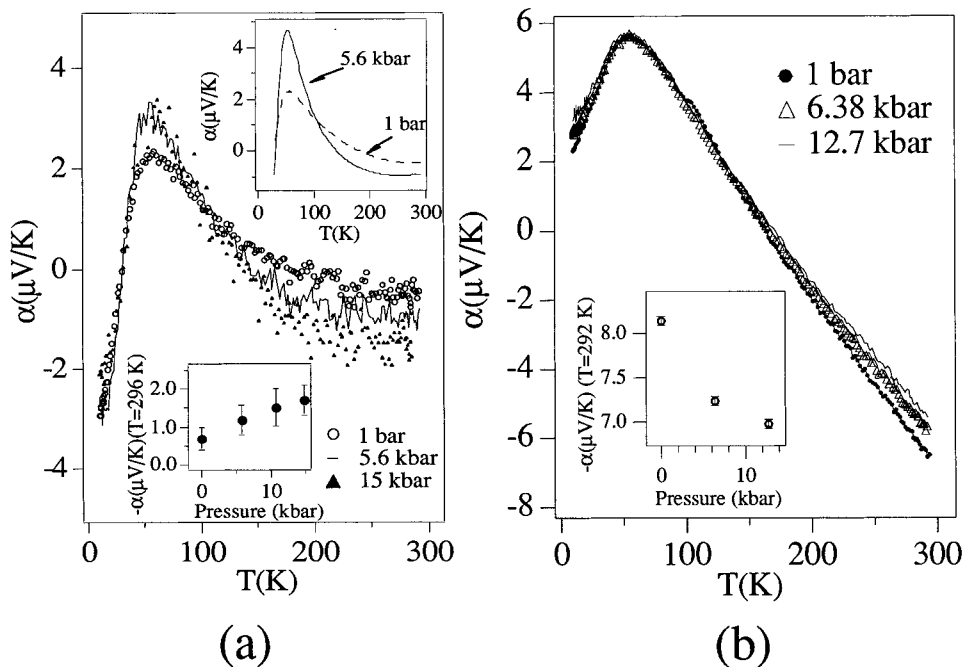 4
2
0
-2
-4
α(μV/K)
0
100
200
300
T(K)
4
2
0
α(μV/K)
5.6 kbar
1 bar
0
100
200
300
T(K)
2.0
1.0
0.0
-α(μV/K)(T=296 K)
0
10
Pressure (kbar)
1 bar
5.6 kbar
15 kbar
(a)
6
4
2
0
-2
-4
-6
-8
α(μV/K)
0
100
200
300
T(K)
1 bar
6.38 kbar
12.7 kbar
8.0
7.0
-α(μV/K) (T=292 K)
0
10
Pressure (kbar)
(b)